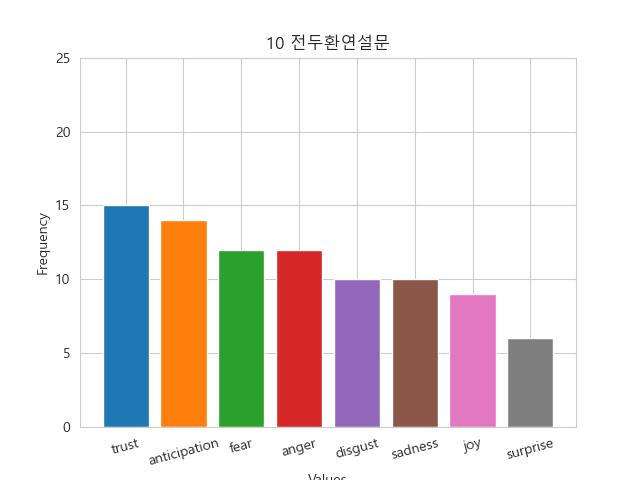 10 전두환연설문
25
20
15
10
5
0
Frequency
trust anticipation fear anger disgust sadness joy surprise
Values